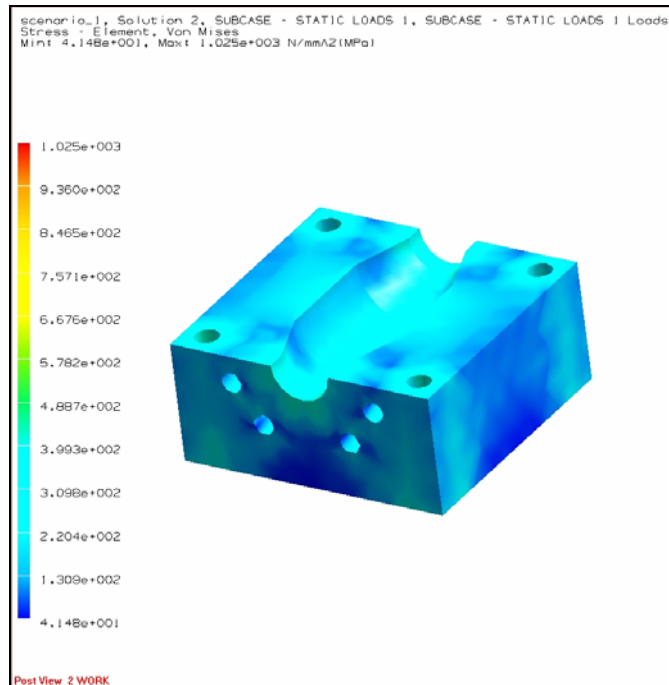 scenario_1, Solution 2, SUBCASE - STATIC LOADS 1, SUBCASE - STATIC LOADS 1 Loads
Stress - Element, Von Mises
Min: 4.148e+001, Max: 1.025e+003 N/mm^2(MPa)
1.025e+003
9.360e+002
8.465e+002
7.571e+002
6.676e+002
5.782e+002
4.887e+002
3.993e+002
3.098e+002
2.204e+002
1.309e+002
4.148e+001
Post View 2 WORK